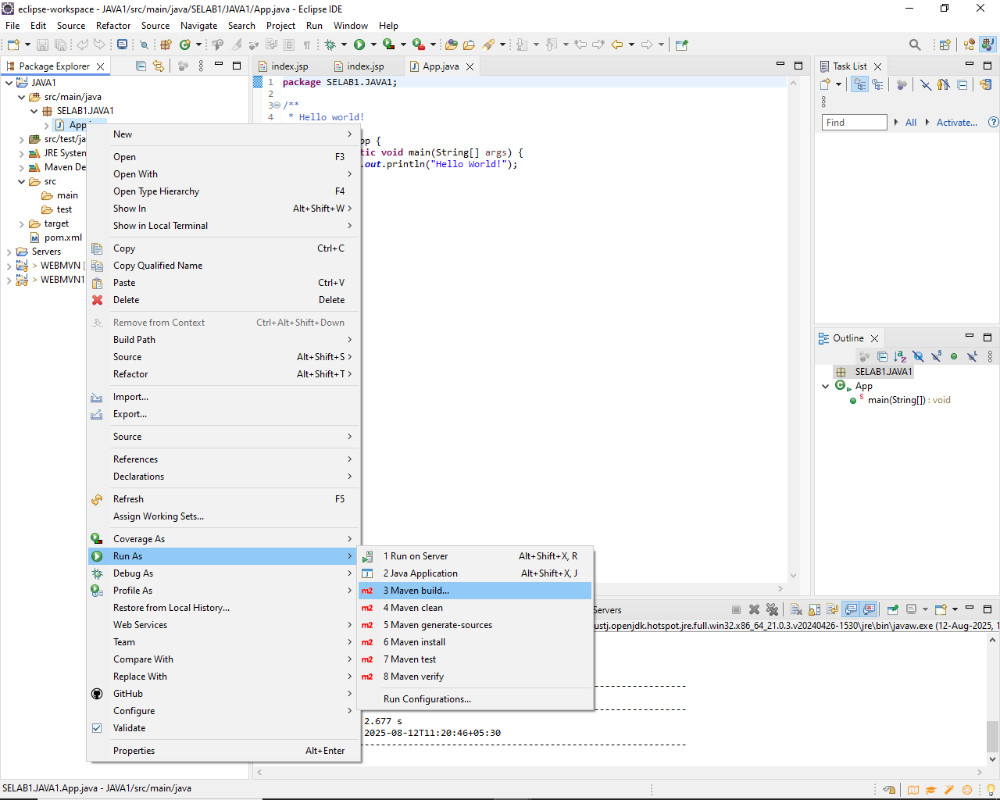 eclipse-workspace - JAVA1/src/main/java/SELAB1/JAVA1/App.java - Eclipse IDE
File Edit Source Refactor Source Navigate Search Project Run Window Help
Package Explorer
JAVA1
src/main/java
SELAB1.JAVA1
App
src/test/ja
JRE System
Maven De
src
main
test
target
pom.xml
Servers
> WEBMVN [
> WEBMVN1
index.jsp index.jsp App.java
1 package SELAB1.JAVA1;
2
3 /**
4 * Hello world!
pp {
tic void main(String[] args) {
.out.println("Hello World!");
New
Open F3
Open With
Open Type Hierarchy F4
Show In Alt+Shift+W
Show in Local Terminal
Copy Ctrl+C
Copy Qualified Name
Paste Ctrl+V
Delete Delete
Remove from Context Ctrl+Alt+Shift+Down
Build Path
Source Alt+Shift+S
Refactor Alt+Shift+T
Import...
Export...
Source
References
Declarations
Refresh F5
Assign Working Sets...
Coverage As
Run As
Debug As
Profile As
Restore from Local History...
Web Services
Team
Compare With
Replace With
GitHub
Configure
Validate
Properties Alt+Enter
1 Run on Server Alt+Shift+X, R
2 Java Application Alt+Shift+X, J
m2 3 Maven build...
m2 4 Maven clean
m2 5 Maven generate-sources
m2 6 Maven install
m2 7 Maven test
m2 8 Maven verify
Run Configurations...
Task List
Find All Activate...
Outline
SELAB1.JAVA1
App
main(String[]) : void
Servers
ustj.openjdk.hotspot.jre.full.win32.x86_64_21.0.3.v20240426-1530\jre\bin\javaw.exe (12-Aug-2025, 1
----------------
----------------
2.677 s
2025-08-12T11:20:46+05:30
--------------------------------------------------------
SELAB1.JAVA1.App.java - JAVA1/src/main/java